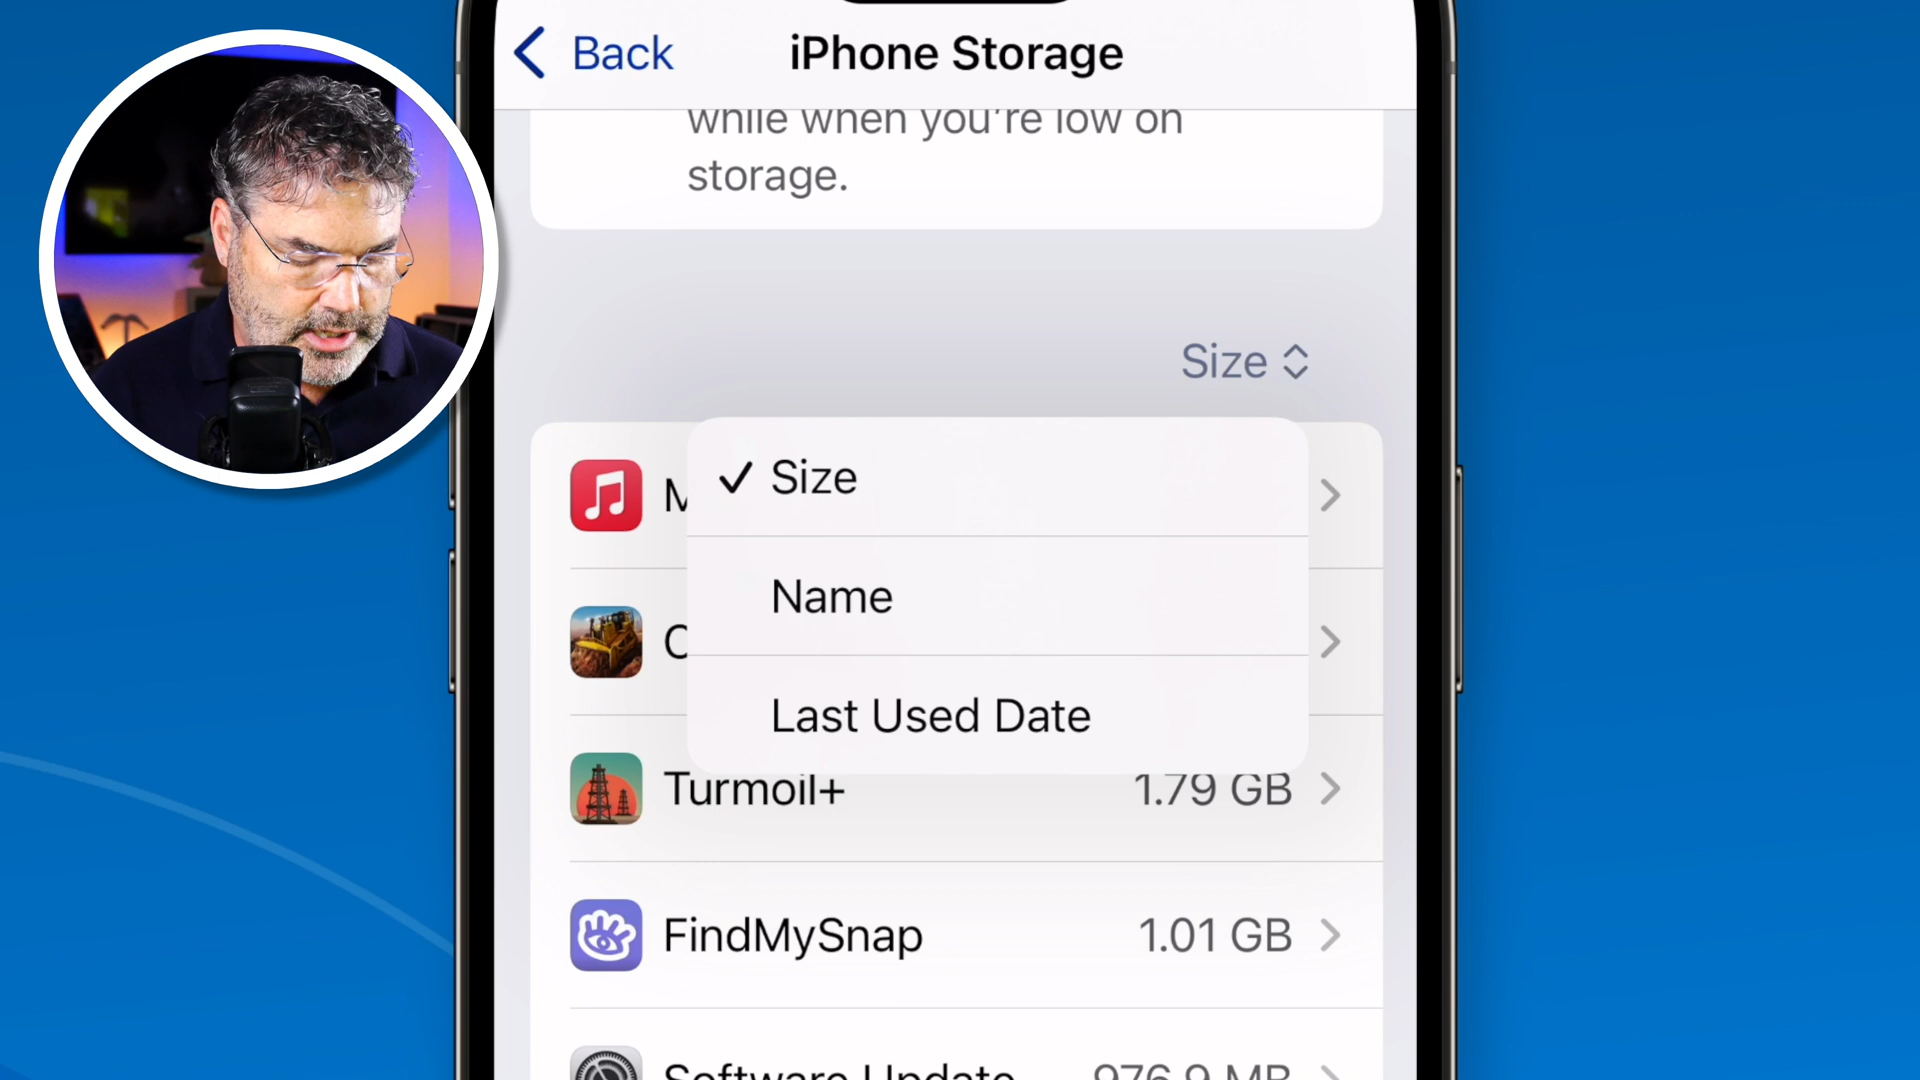 Back
iPhone Storage
while when you're low on
storage.
Size
M
Size
C
Name
Last Used Date
Turmoil+ 1.79 GB
FindMySnap 1.01 GB
Software Update 976.9 MB